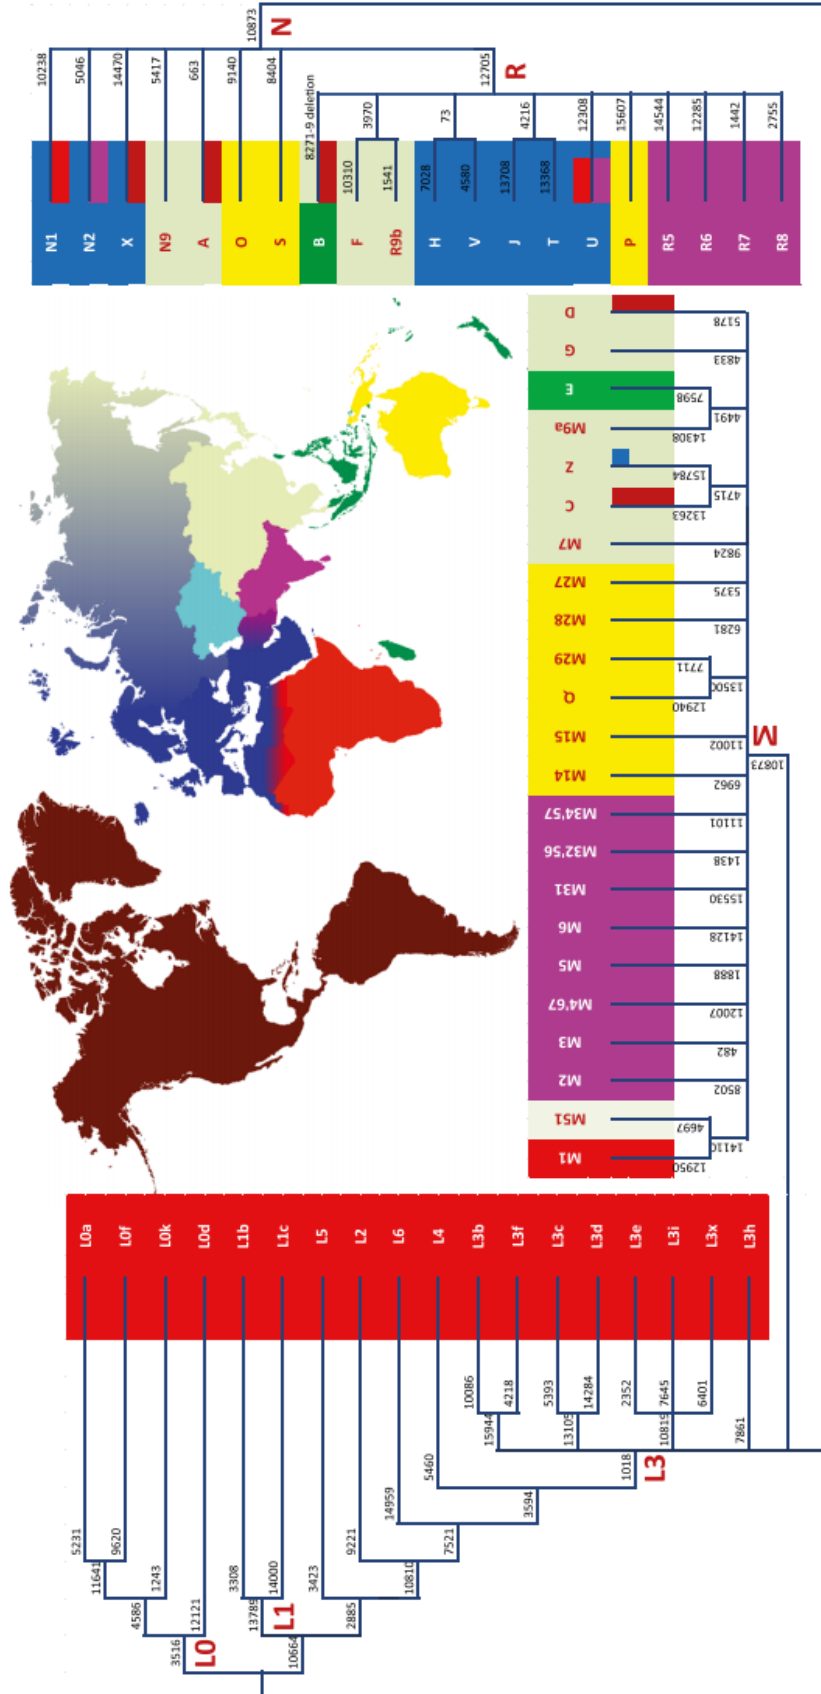 10873
N
10238
5046
14470
5417
663
9140
8404
12705
R
8271-9 deletion
3970
73
4216
12308
15607
14544
12285
1442
2755
10310
1541
7028
4580
13708
13368
N1
N2
X
N9
A
O
S
B
F
R9b
H
V
J
T
U
P
R5
R6
R7
R8
D
G
E
M9a
Z
C
M7
M27
M28
M29
Q
M15
M14
M34'57
M32'56
M31
M6
M5
M4'67
M3
M2
M51
M1
5178
4833
7598
4491
14308
15784
4715
13263
9824
5375
6281
7711
13500
12940
11002
6962
11101
1438
15530
14128
1888
12007
482
8502
4697
14110
12950
M
10873
L0a
L0f
L0k
L0d
L1b
L1c
L5
L2
L6
L4
L3b
L3f
L3c
L3d
L3e
L3i
L3x
L3h
5231
9620
11641
1243
4586
12121
3516
L0
3308
14000
13789
L1
10664
3423
2885
9221
10810
14959
7521
5460
3594
1018
L3
10086
4218
15944
5393
14284
13105
2352
7645
6401
10819
7861